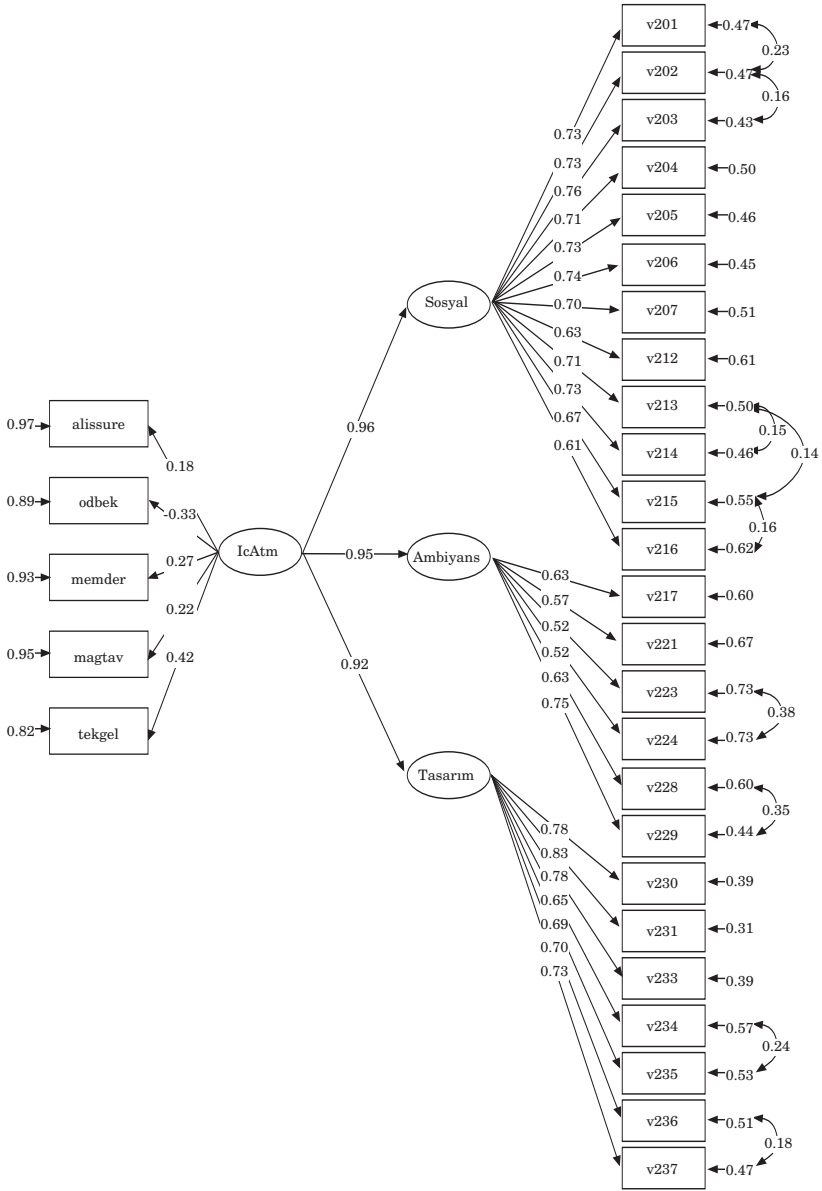 v201
0.47
0.23
v202
0.47
0.16
v203
0.43
v204
0.50
v205
0.46
v206
0.45
v207
0.51
v212
0.61
v213
0.50
0.15
0.14
v214
0.46
v215
0.55
0.16
v216
0.62
v217
0.60
v221
0.67
v223
0.73
0.38
v224
0.73
v228
0.60
0.35
v229
0.44
v230
0.39
v231
0.31
v233
0.39
v234
0.57
0.24
v235
0.53
v236
0.51
0.18
v237
0.47
0.73
0.73
0.76
0.71
0.73
0.74
0.70
0.63
0.71
0.73
0.67
0.61
Sosyal
0.63
0.57
0.52
0.52
0.63
0.75
Ambiyans
0.78
0.83
0.78
0.65
0.69
0.70
0.73
Tasarım
0.96
0.95
0.92
IcAtm
0.97
alissure
0.18
0.89
odbek
-0.33
0.93
memder
0.27
0.22
0.95
magtav
0.42
0.82
tekgel